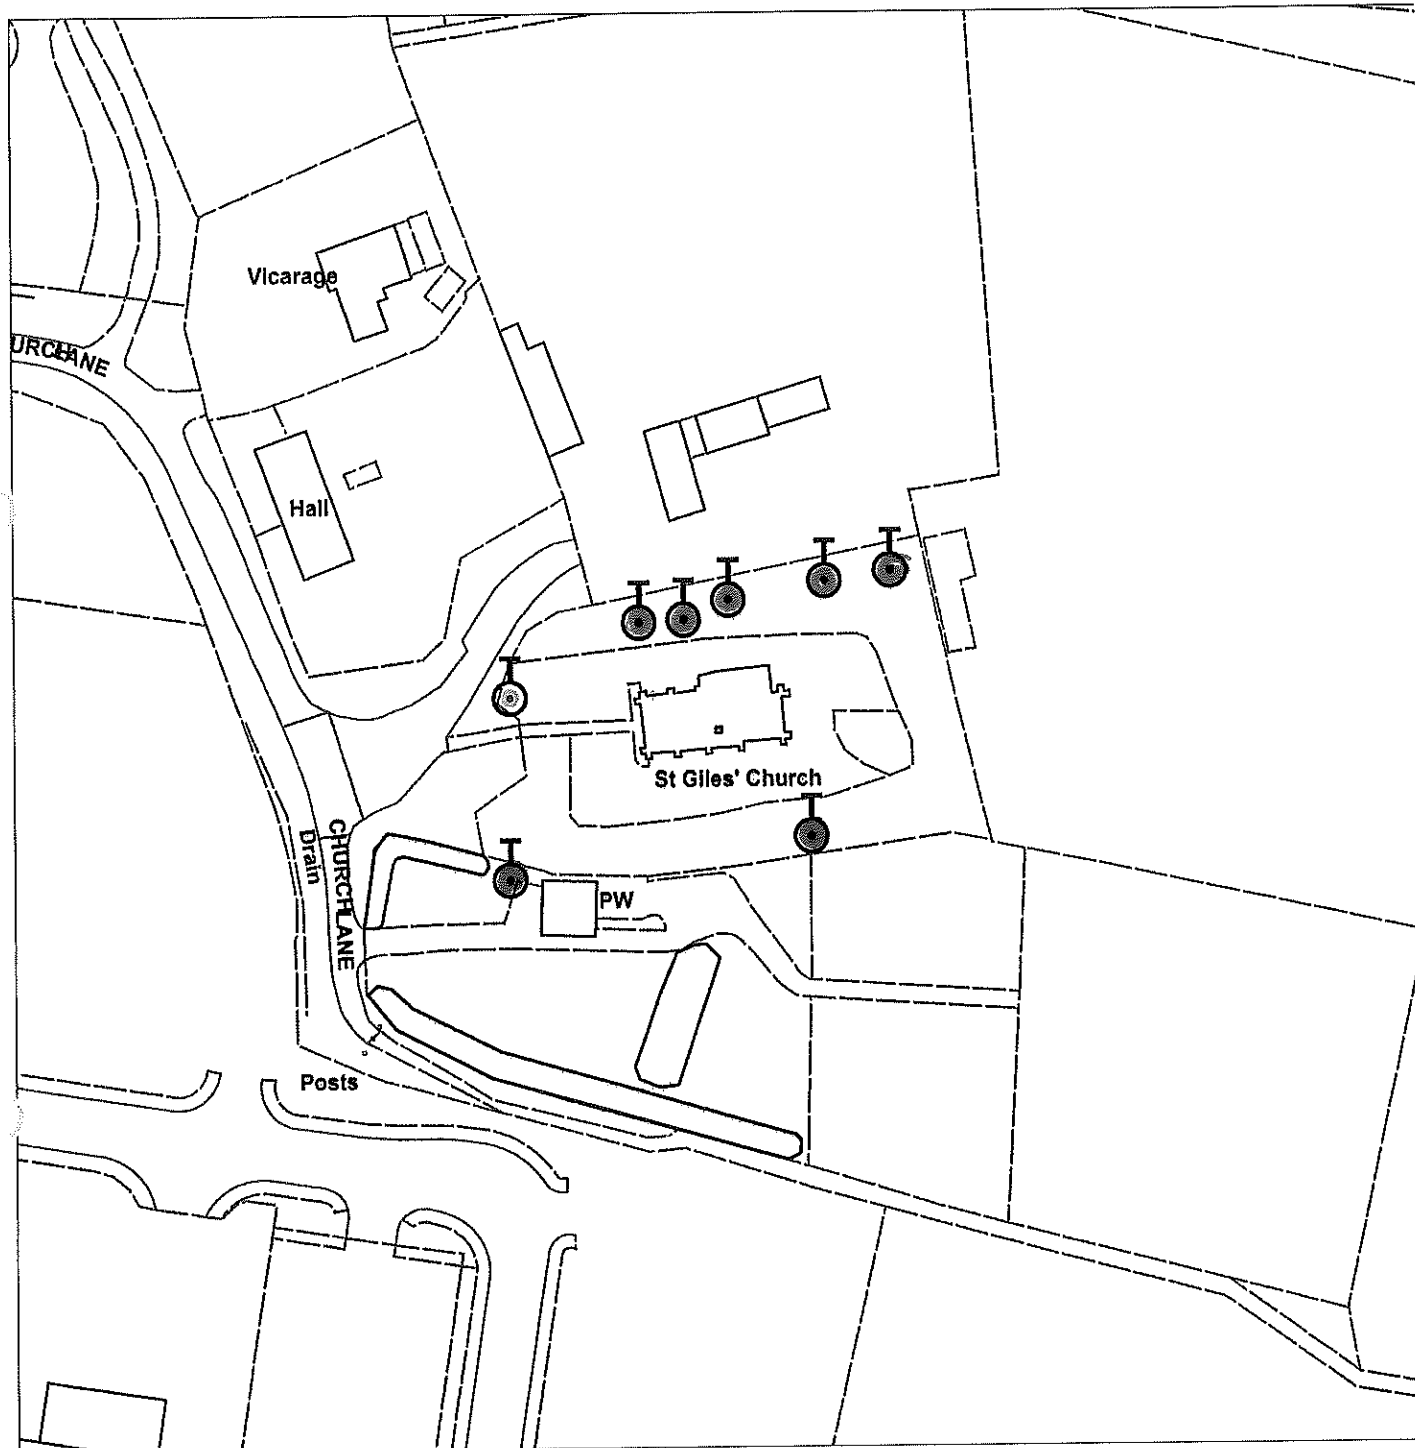 Vicarage
URCHLANE
Hall
St Giles' Church
CHURCHLANE
Drain
PW
Posts